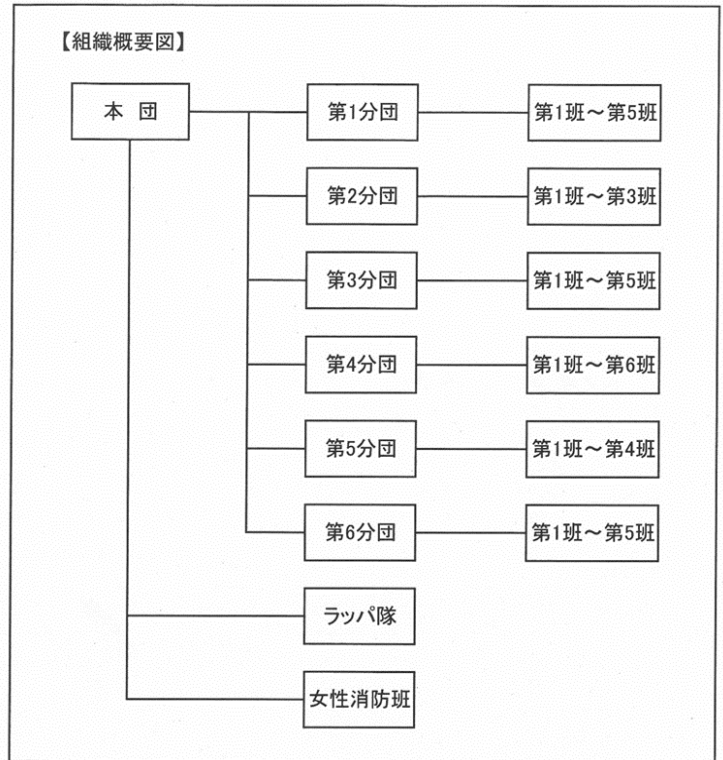 【組織概要図】
本 団
第1分団
第1班～第5班
第2分団
第1班～第3班
第3分団
第1班～第5班
第4分団
第1班～第6班
第5分団
第1班～第4班
第6分団
第1班～第5班
ラッパ隊
女性消防班